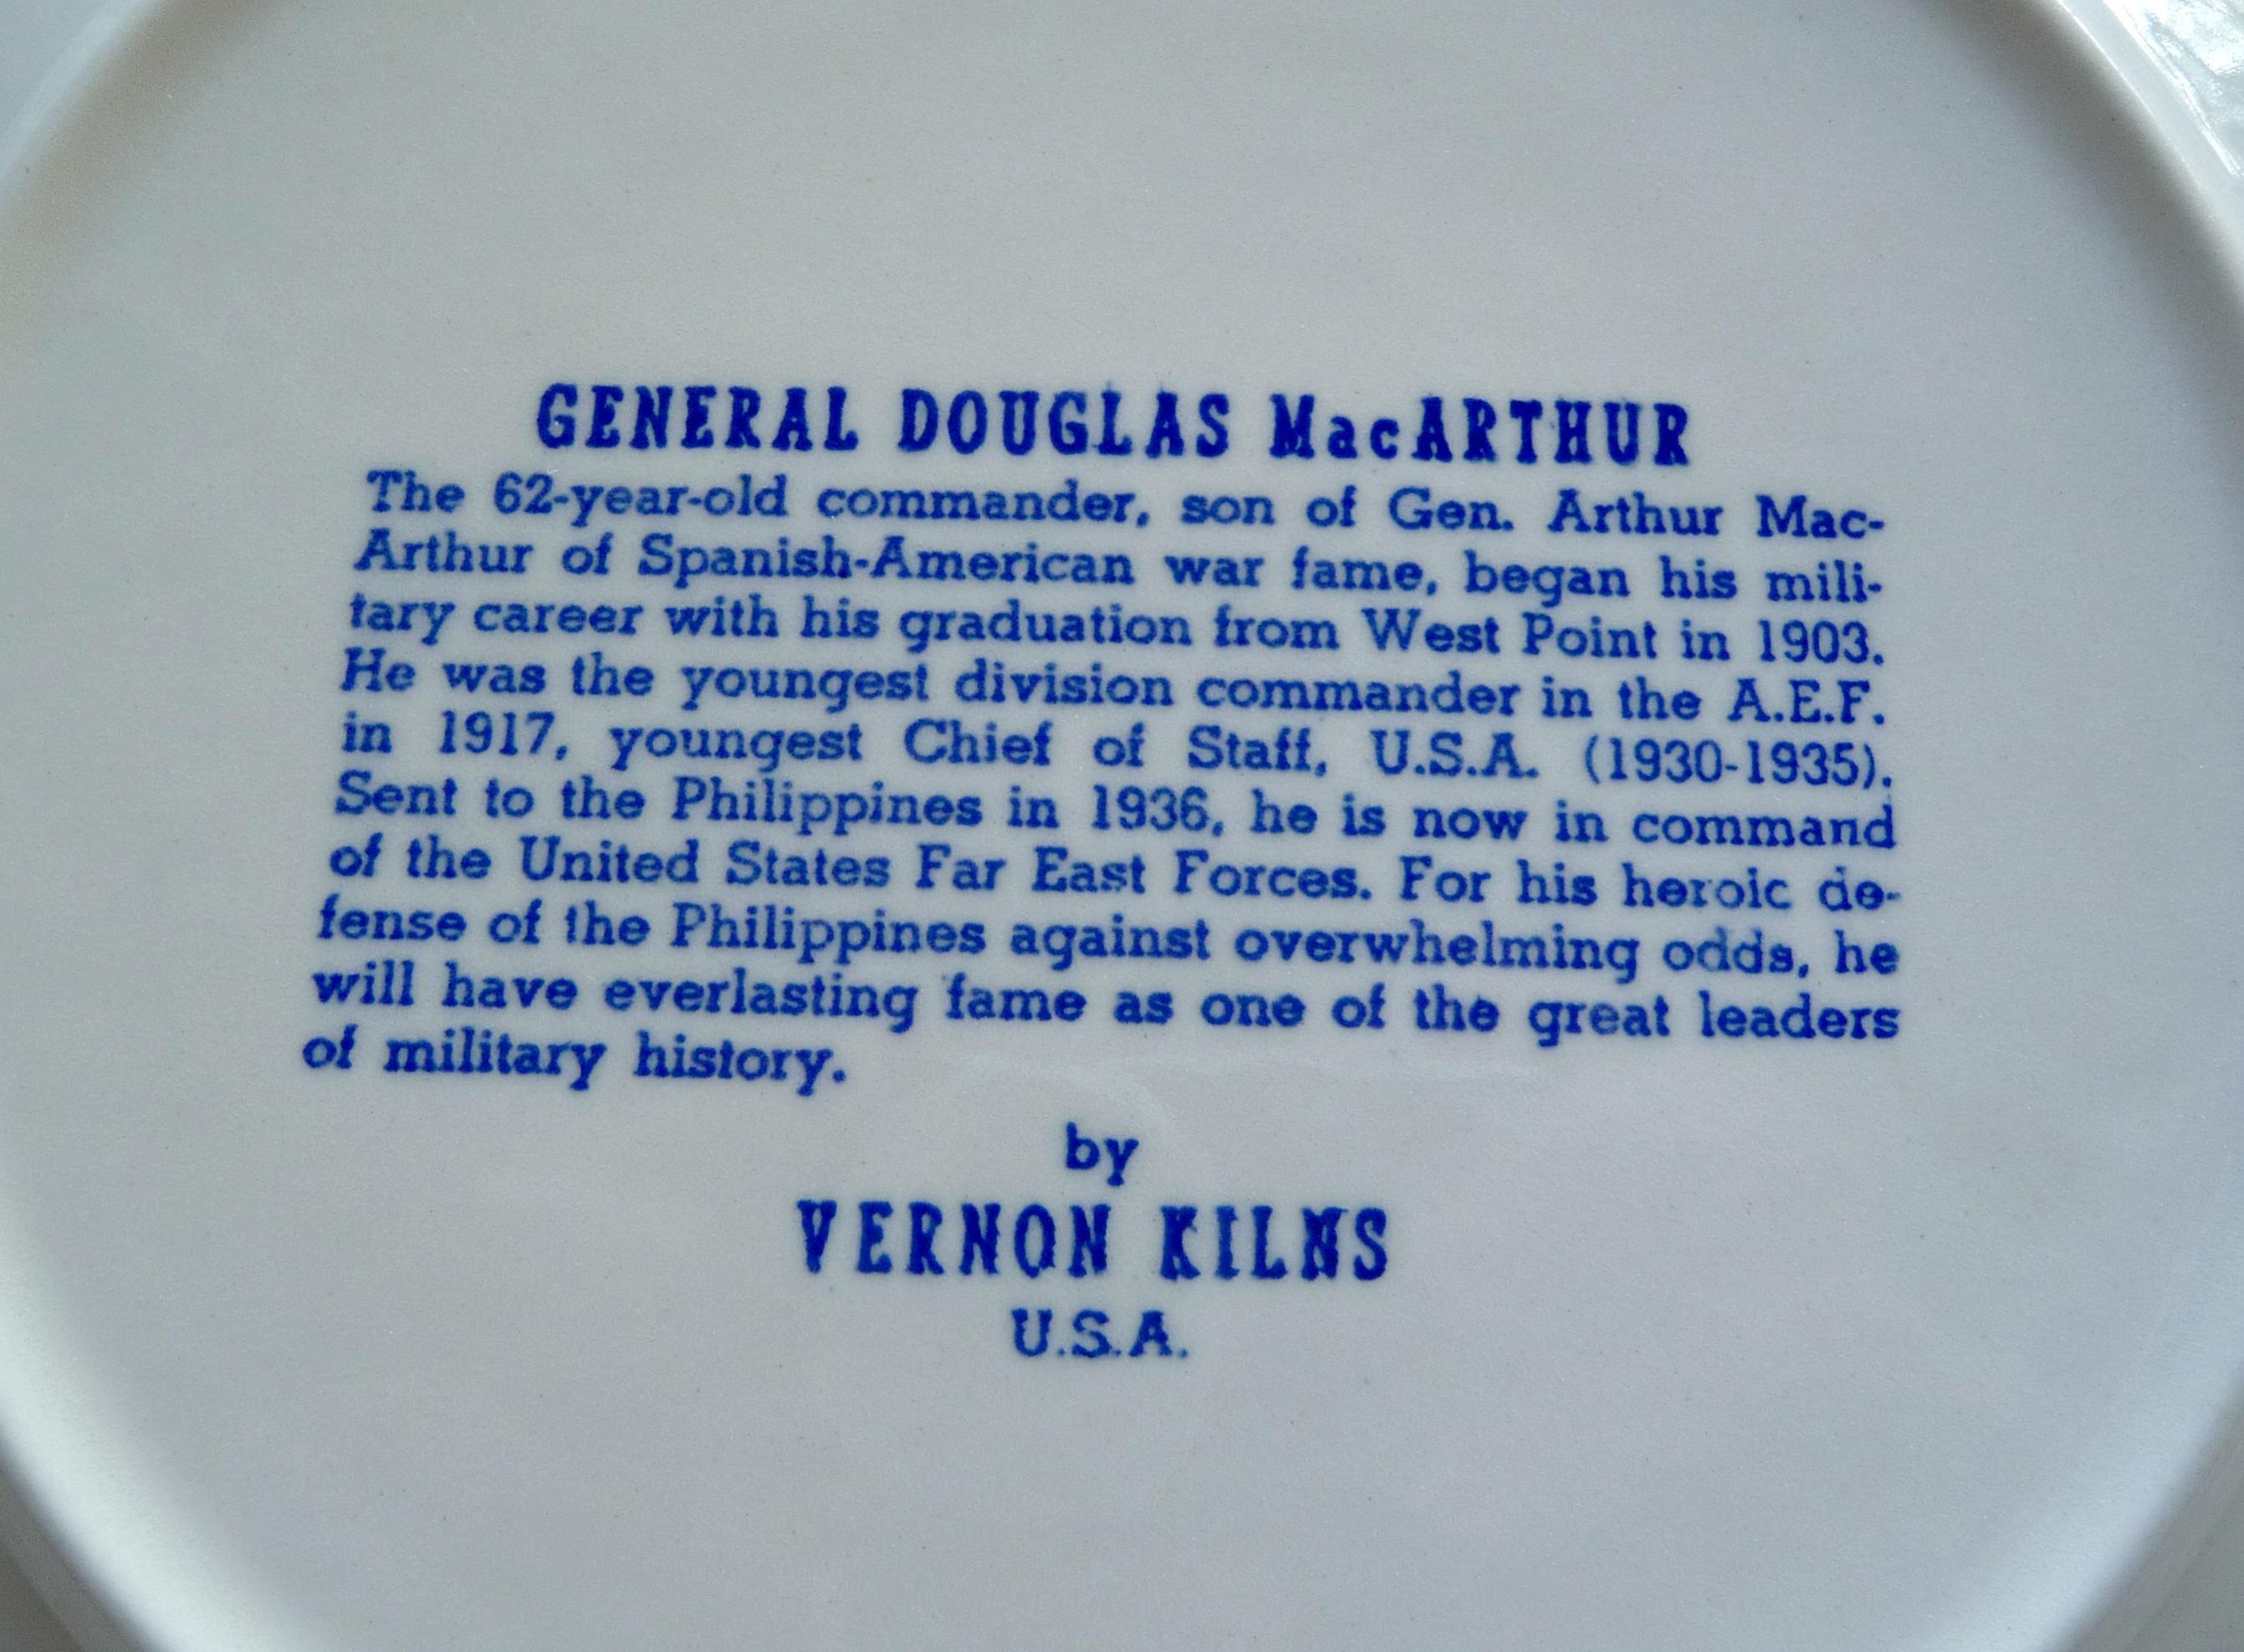 GENERAL DOUGLAS MacARTHUR
The 62-year-old commander, son of Gen. Arthur Mac-
Arthur of Spanish-American war fame, began his mili-
tary career with his graduation from West Point in 1903.
He was the youngest division commander in the A.E.F.
in 1917, youngest Chief of Staff, U.S.A. (1930-1935).
Sent to the Philippines in 1936, he is now in command
of the United States Far East Forces. For his heroic de-
fense of the Philippines against overwhelming odds, he
will have everlasting fame as one of the great leaders
of military history.
by
VERNON KILNS
U.S.A.